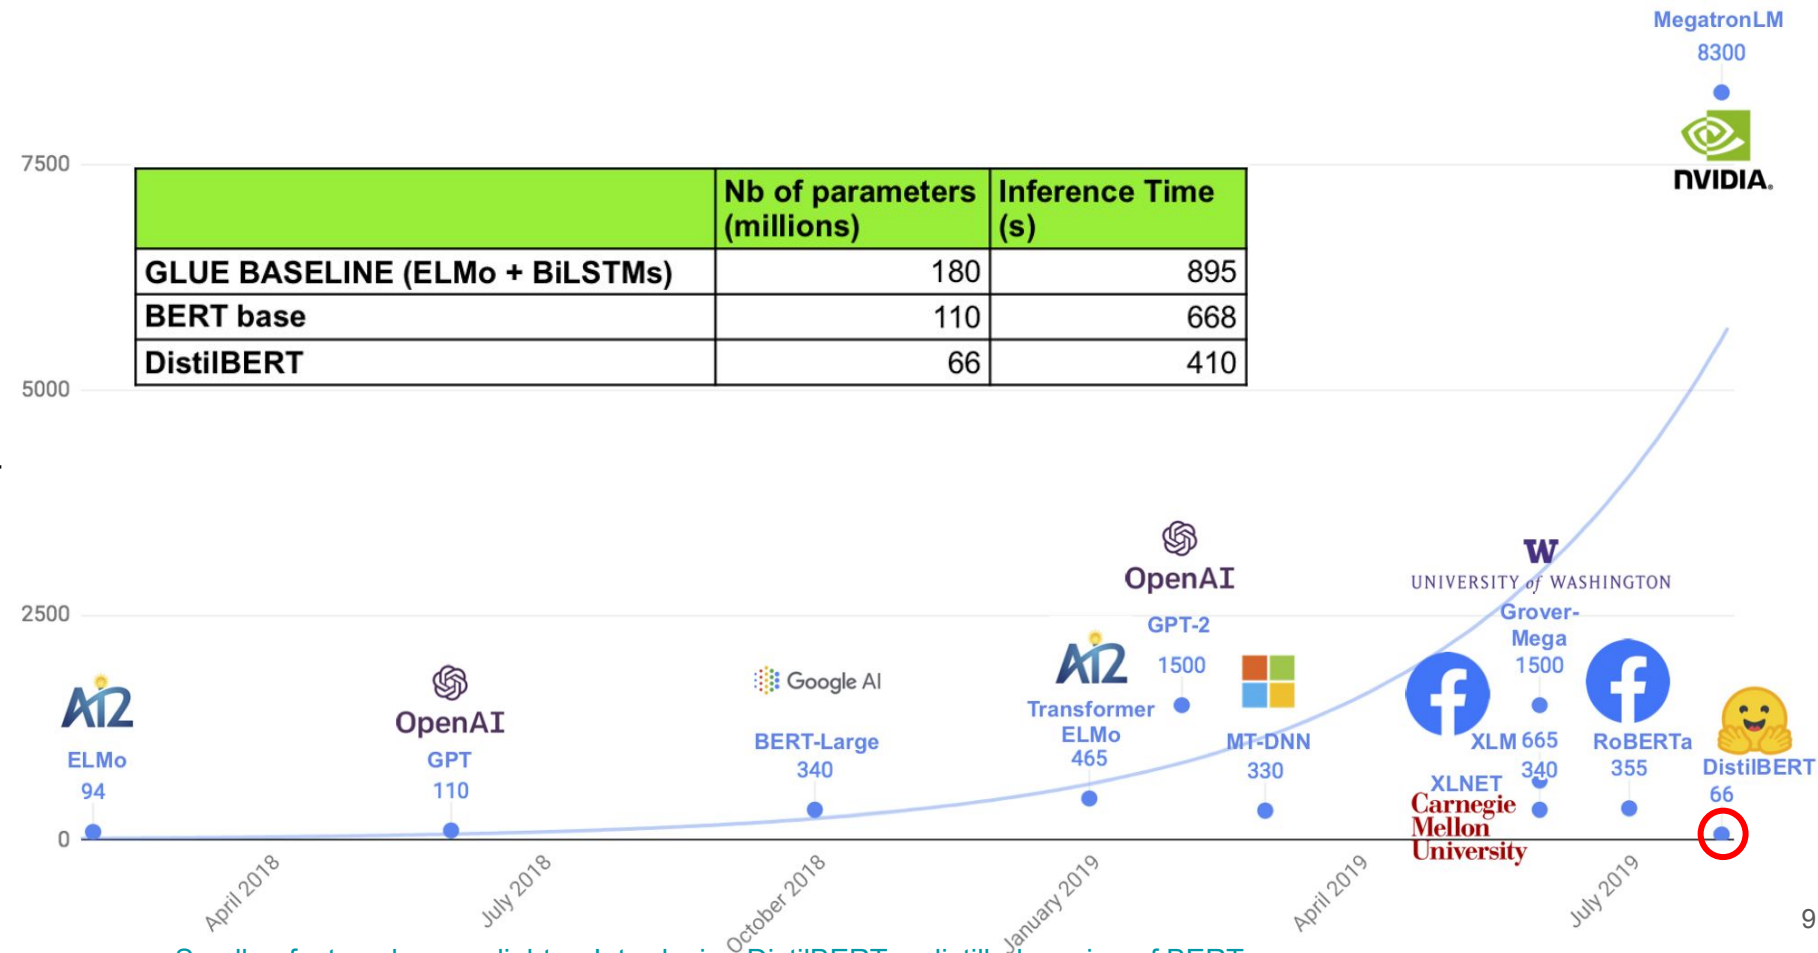 MegatronLM
8300
nVIDIA.
7500
Nb of parameters (millions)
Inference Time (s)
GLUE BASELINE (ELMo + BiLSTMs) 180 895
BERT base 110 668
DistilBERT 66 410
5000
2500
0
AI2
ELMo
94
OpenAI
GPT
110
Google AI
BERT-Large
340
AI2
Transformer
ELMo
465
OpenAI
GPT-2
1500
MT-DNN
330
W
UNIVERSITY of WASHINGTON
Grover-
Mega
1500
XLM 665
XLNET 340
Carnegie
Mellon
University
RoBERTa
355
DistilBERT
66
April 2018
July 2018
October 2018
January 2019
April 2019
July 2019
9